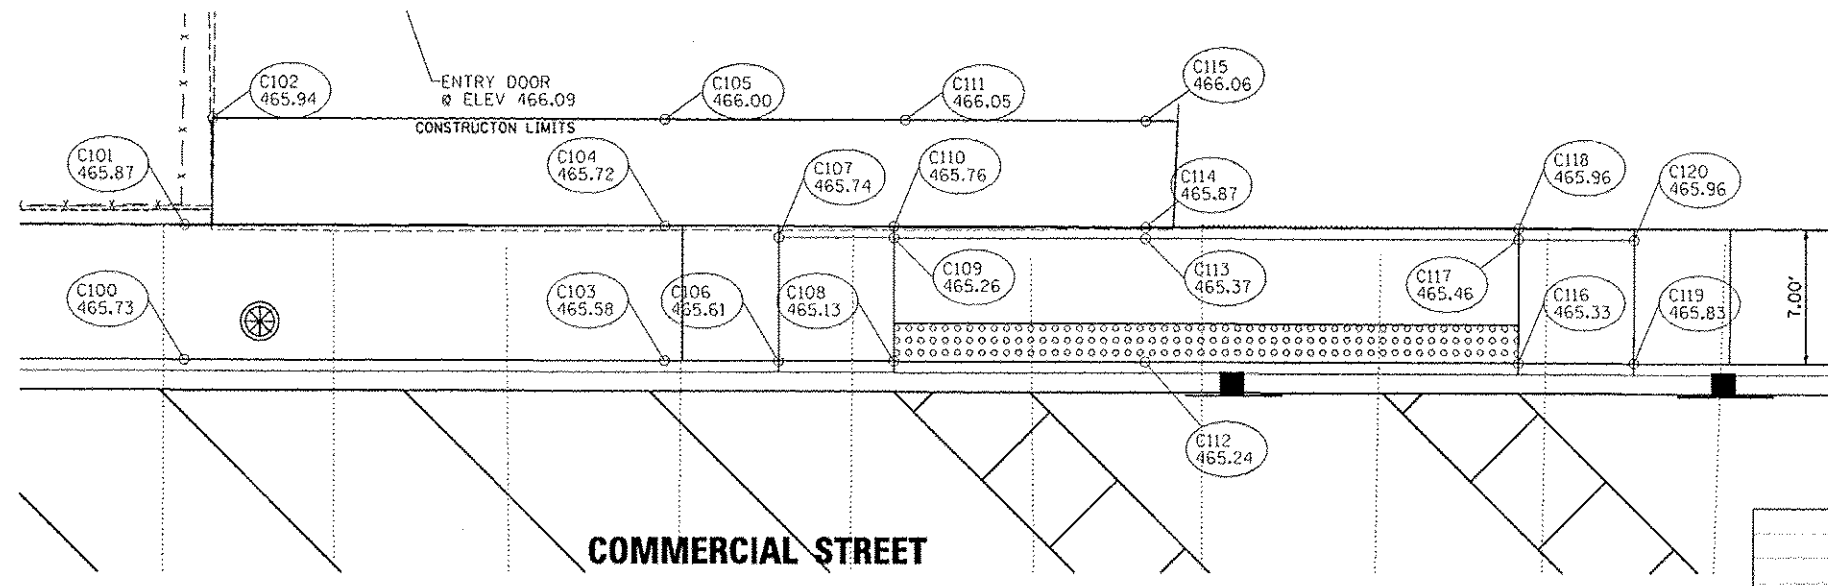 C102
465.94
ENTRY DOOR
@ ELEV 466.09
CONSTRUCTON LIMITS
C105
466.00
C111
466.05
C115
466.06
C101
465.87
C104
465.72
C107
465.74
C110
465.76
C114
465.87
C118
465.96
C120
465.96
C100
465.73
C103
465.58
C106
465.61
C108
465.13
C109
465.26
C113
465.37
C117
465.46
C116
465.33
C119
465.83
7.00'
C112
465.24
COMMERCIAL STREET